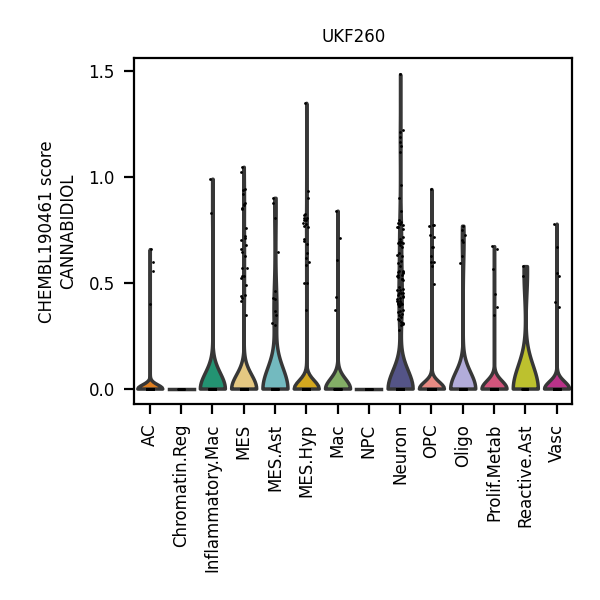 UKF260
CHEMBL190461 score
CANNABIDIOL
1.5
1.0
0.5
0.0
AC
Chromatin.Reg
Inflammatory.Mac
MES
MES.Ast
MES.Hyp
Mac
NPC
Neuron
OPC
Oligo
Prolif.Metab
Reactive.Ast
Vasc